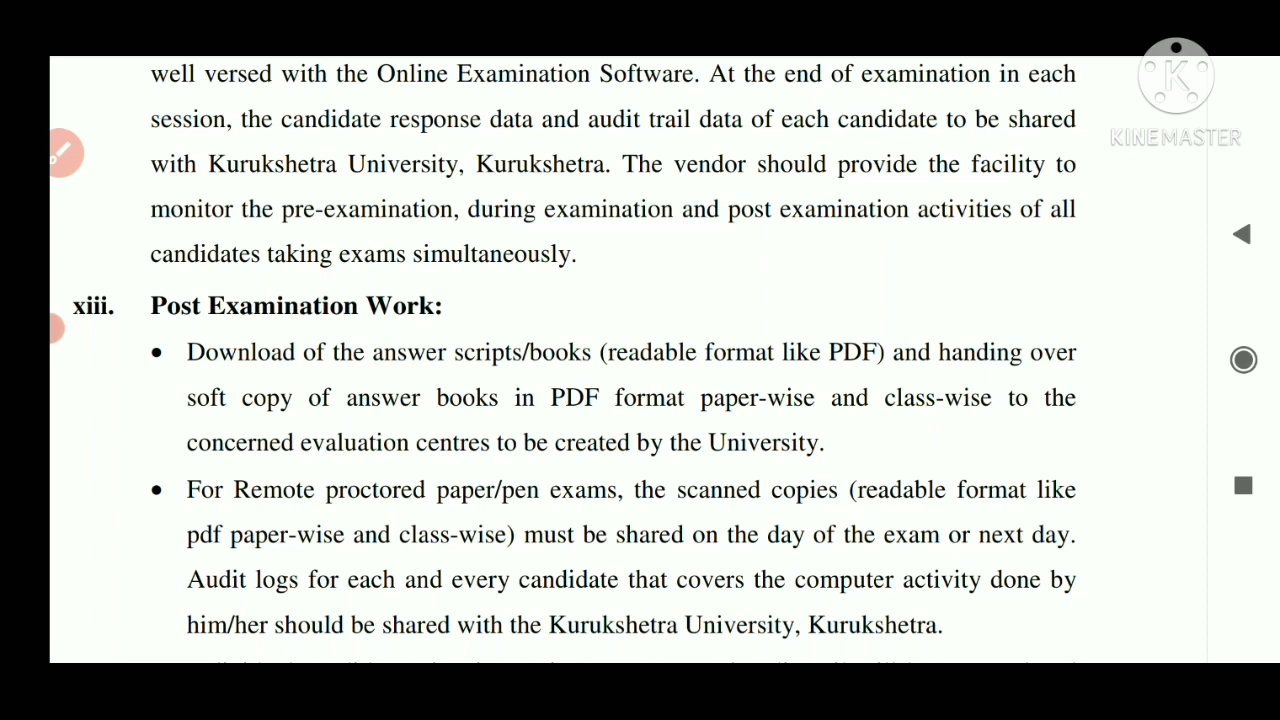 well versed with the Online Examination Software. At the end of examination in each
session, the candidate response data and audit trail data of each candidate to be shared
with Kurukshetra University, Kurukshetra. The vendor should provide the facility to
monitor the pre-examination, during examination and post examination activities of all
candidates taking exams simultaneously.
xiii. Post Examination Work:
• Download of the answer scripts/books (readable format like PDF) and handing over
soft copy of answer books in PDF format paper-wise and class-wise to the
concerned evaluation centres to be created by the University.
• For Remote proctored paper/pen exams, the scanned copies (readable format like
pdf paper-wise and class-wise) must be shared on the day of the exam or next day.
Audit logs for each and every candidate that covers the computer activity done by
him/her should be shared with the Kurukshetra University, Kurukshetra.
K
KINEMASTER